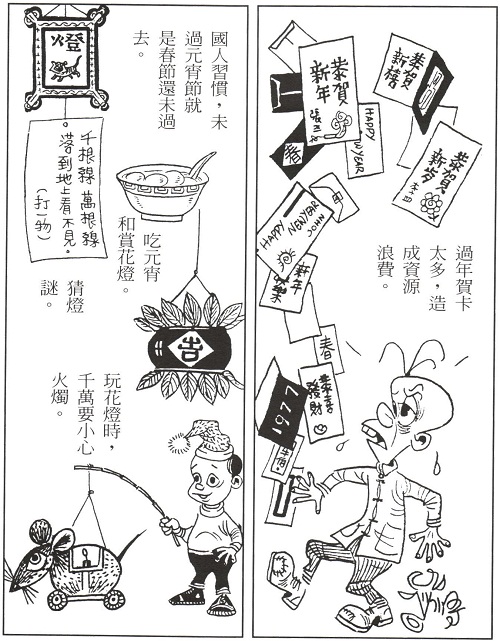 恭賀
新禧
恭賀
新年
HAPPY
春
恭賀
新歲
HAPPY NEW YEAR
JOHN
新年
快樂
春
恭喜
發財
1977
過年賀卡
太多，造
成資源
浪費。
國人習慣，未
過元宵節就
是春節還未過
去。
燈
千根線萬根線
落到地上看不見。
(打一物)
吃元宵
和賞花燈。
猜燈
謎。
吉
玩花燈時，
千萬要小心
火燭。